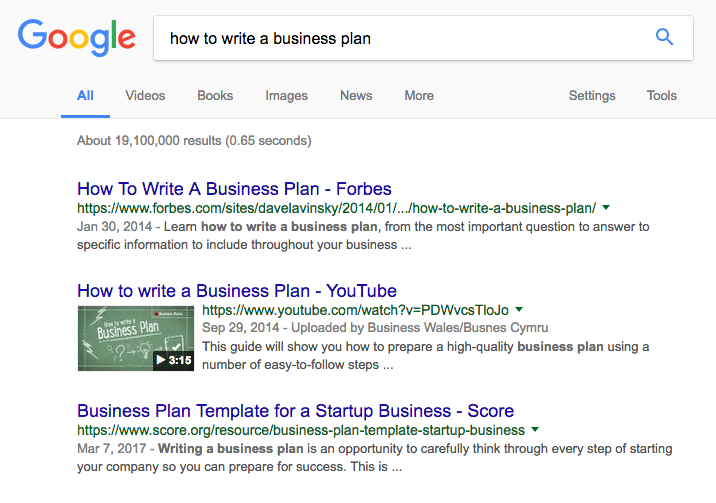 Google
how to write a business plan
All Videos Books Images News More Settings Tools
About 19,100,000 results (0.65 seconds)
How To Write A Business Plan - Forbes
https://www.forbes.com/sites/davelavinsky/2014/01/.../how-to-write-a-business-plan/
Jan 30, 2014 - Learn how to write a business plan, from the most important question to answer to
specific information to include throughout your business ...
How to write a Business Plan - YouTube
How to write a
Business Plan
3:15
https://www.youtube.com/watch?v=PDWvcsTloJo
Sep 29, 2014 - Uploaded by Business Wales/Busnes Cymru
This guide will show you how to prepare a high-quality business plan using a
number of easy-to-follow steps ...
Business Plan Template for a Startup Business - Score
https://www.score.org/resource/business-plan-template-startup-business
Mar 7, 2017 - Writing a business plan is an opportunity to carefully think through every step of starting
your company so you can prepare for success. This is ...